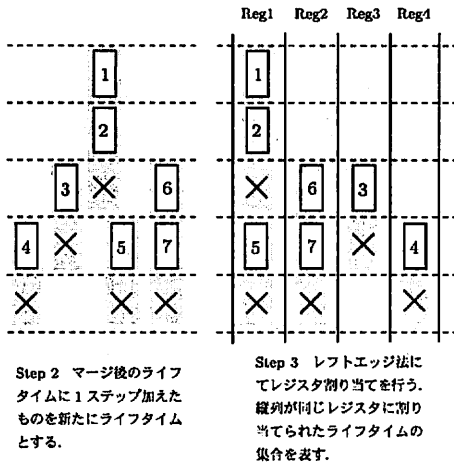 Reg1 Reg2 Reg3 Reg4
1 1
2 2
3 6 6 3
4 5 7 5 7 4
Step 2 マージ後のライフ
タイムに1ステップ加えた
ものを新たにライフタイム
とする.
Step 3 レフトエッジ法に
てレジスタ割り当てを行う.
縦列が同じレジスタに割り
当てられたライフタイムの
集合を表す.